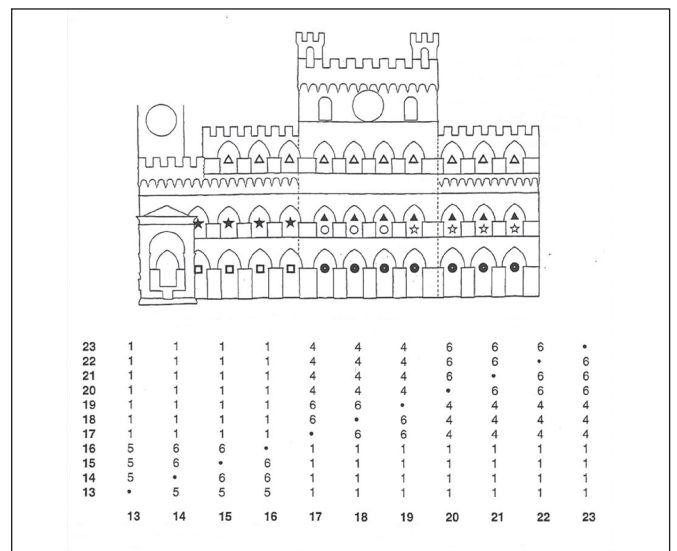 23 1 1 1 1 4 4 4 6 6 6 •
22 1 1 1 1 4 4 4 6 6 • 6
21 1 1 1 1 4 4 4 6 • 6 6
20 1 1 1 1 4 4 4 • 6 6 6
19 1 1 1 1 6 6 • 4 4 4 4
18 1 1 1 1 6 • 6 4 4 4 4
17 1 1 1 1 • 6 6 4 4 4 4
16 5 6 6 • 1 1 1 1 1 1 1
15 5 6 • 6 1 1 1 1 1 1 1
14 5 • 6 6 1 1 1 1 1 1 1
13 • 5 5 5 1 1 1 1 1 1 1
13 14 15 16 17 18 19 20 21 22 23